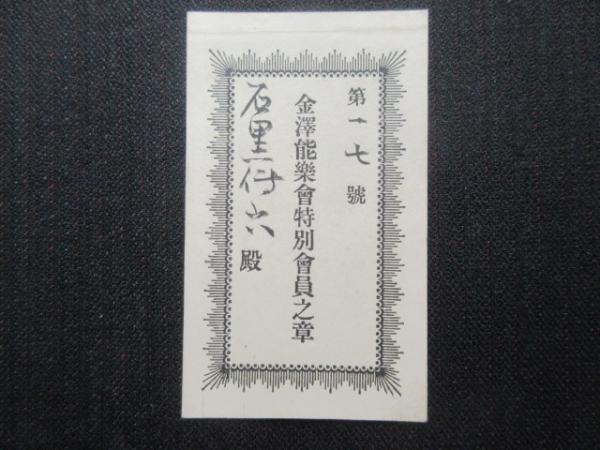 第一七號
金澤能樂會特別會員之章
石黒傳六殿